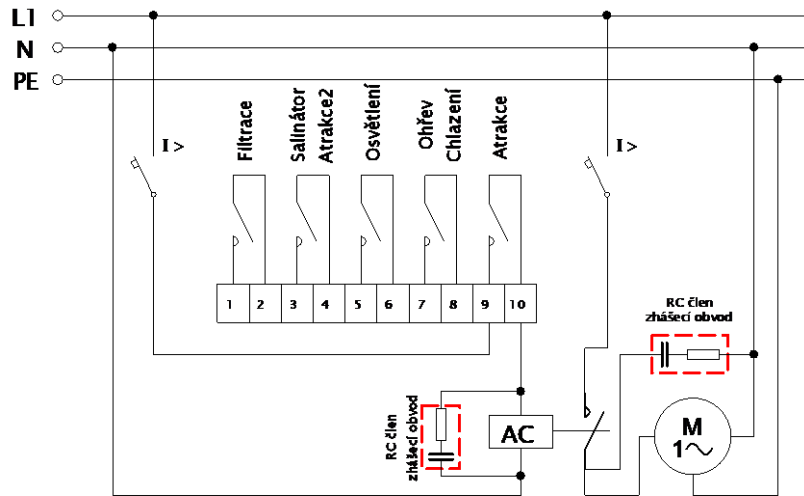 L1
N
PE
I >
I >
Filtrace
Salinátor
Atrakce2
Osvětlení
Ohřev
Chlazení
Atrakce
1 2 3 4 5 6 7 8 9 10
RC člen
zhášecí obvod
RC člen
zhášecí obvod
AC
M
1~